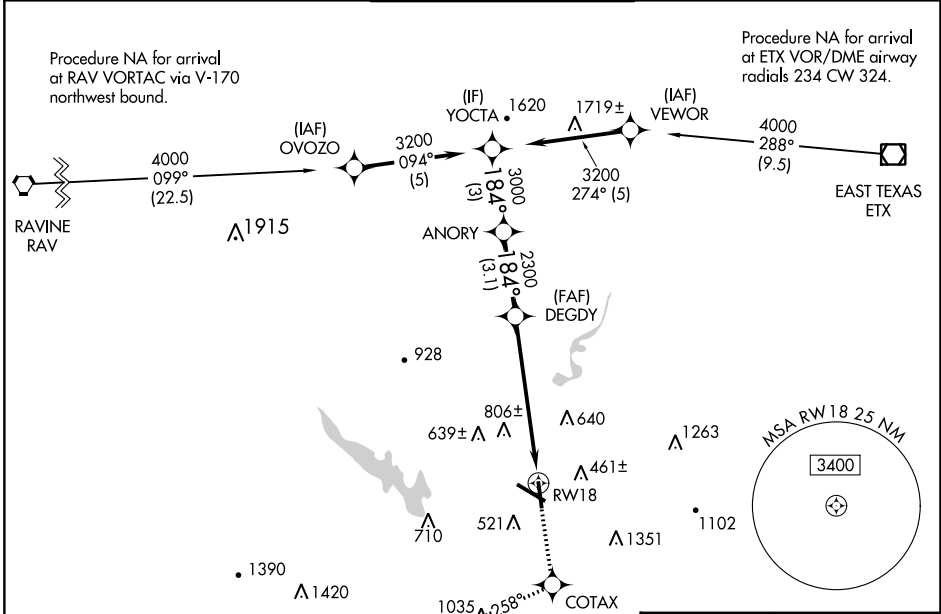 Procedure NA for arrival
at RAV VORTAC via V-170
northwest bound.
Procedure NA for arrival
at ETX VOR/DME airway
radials 234 CW 324.
(IAF)
OVOZO
(IF)
YOCTA
1620
1719±
(IAF)
VEWOR
4000
099°
(22.5)
3200
094°
(5)
3200
274° (5)
4000
288°
(9.5)
RAVINE
RAV
EAST TEXAS
ETX
1915
3000
184°
(3)
ANORY
2300
184°
(3.1)
(FAF)
DEGDY
928
806±
639±
640
1263
461±
RW18
710
521
1351
1102
MSA RW18 25 NM
3400
1390
1420
1035
258°
COTAX